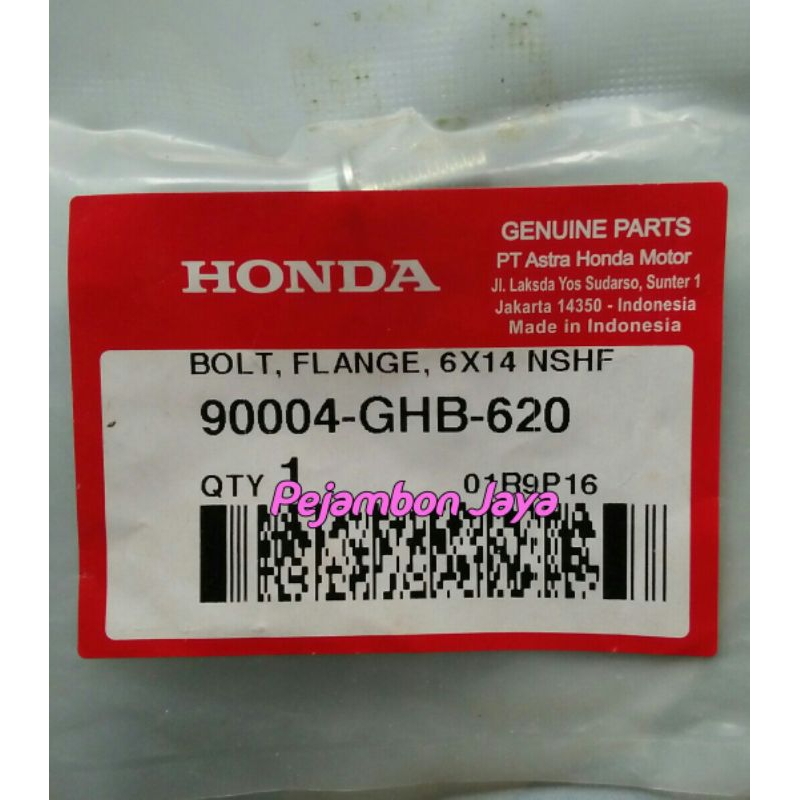 HONDA
GENUINE PARTS
PT Astra Honda Motor
Jl. Laksda Yos Sudarso, Sunter 1
Jakarta 14350 - Indonesia
Made in Indonesia
BOLT, FLANGE, 6X14 NSHF
90004-GHB-620
QTY 1 01R9P16
Pejambon Jaya